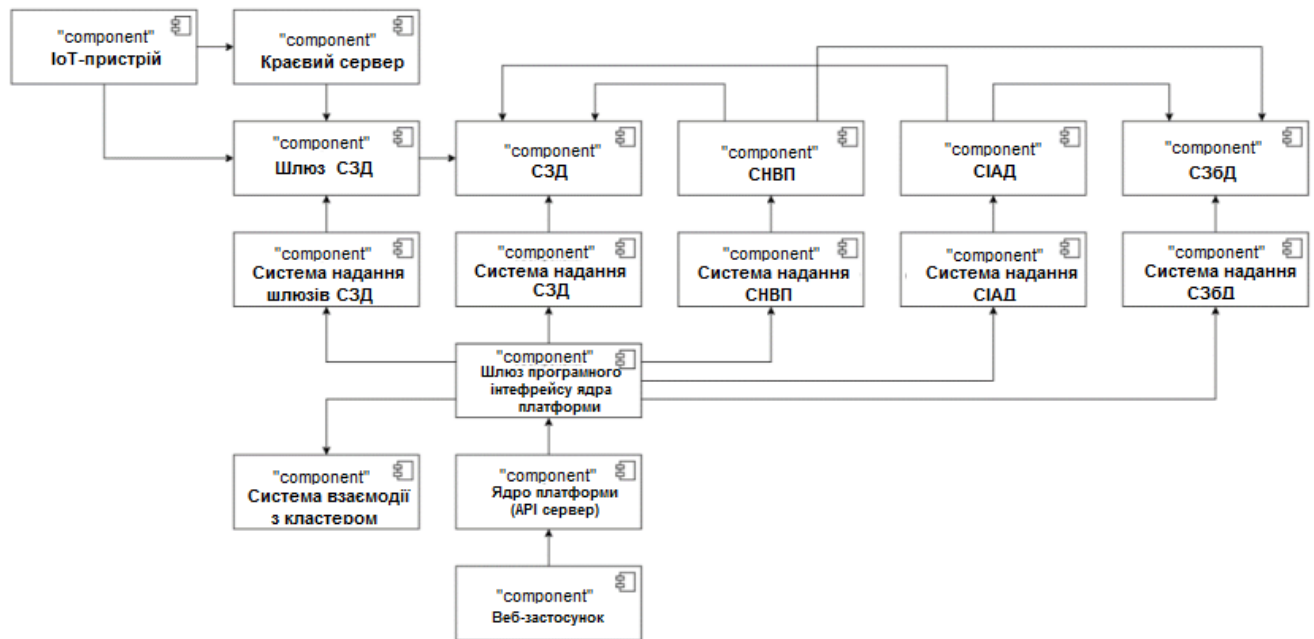 "component"
ІоТ-пристрій
"component"
Краєвий сервер
"component"
Шлюз СЗД
"component"
СЗД
"component"
СНВП
"component"
СІАД
"component"
СЗбД
"component"
Система надання
шлюзів СЗД
"component"
Система надання
СЗД
"component"
Система надання
СНВП
"component"
Система надання
СІАД
"component"
Система надання
СЗбД
"component"
Шлюз програмного
інтефрейсу ядра
платформи
"component"
Система взаємодії
з кластером
"component"
Ядро платформи
(API сервер)
"component"
Веб-застосунок